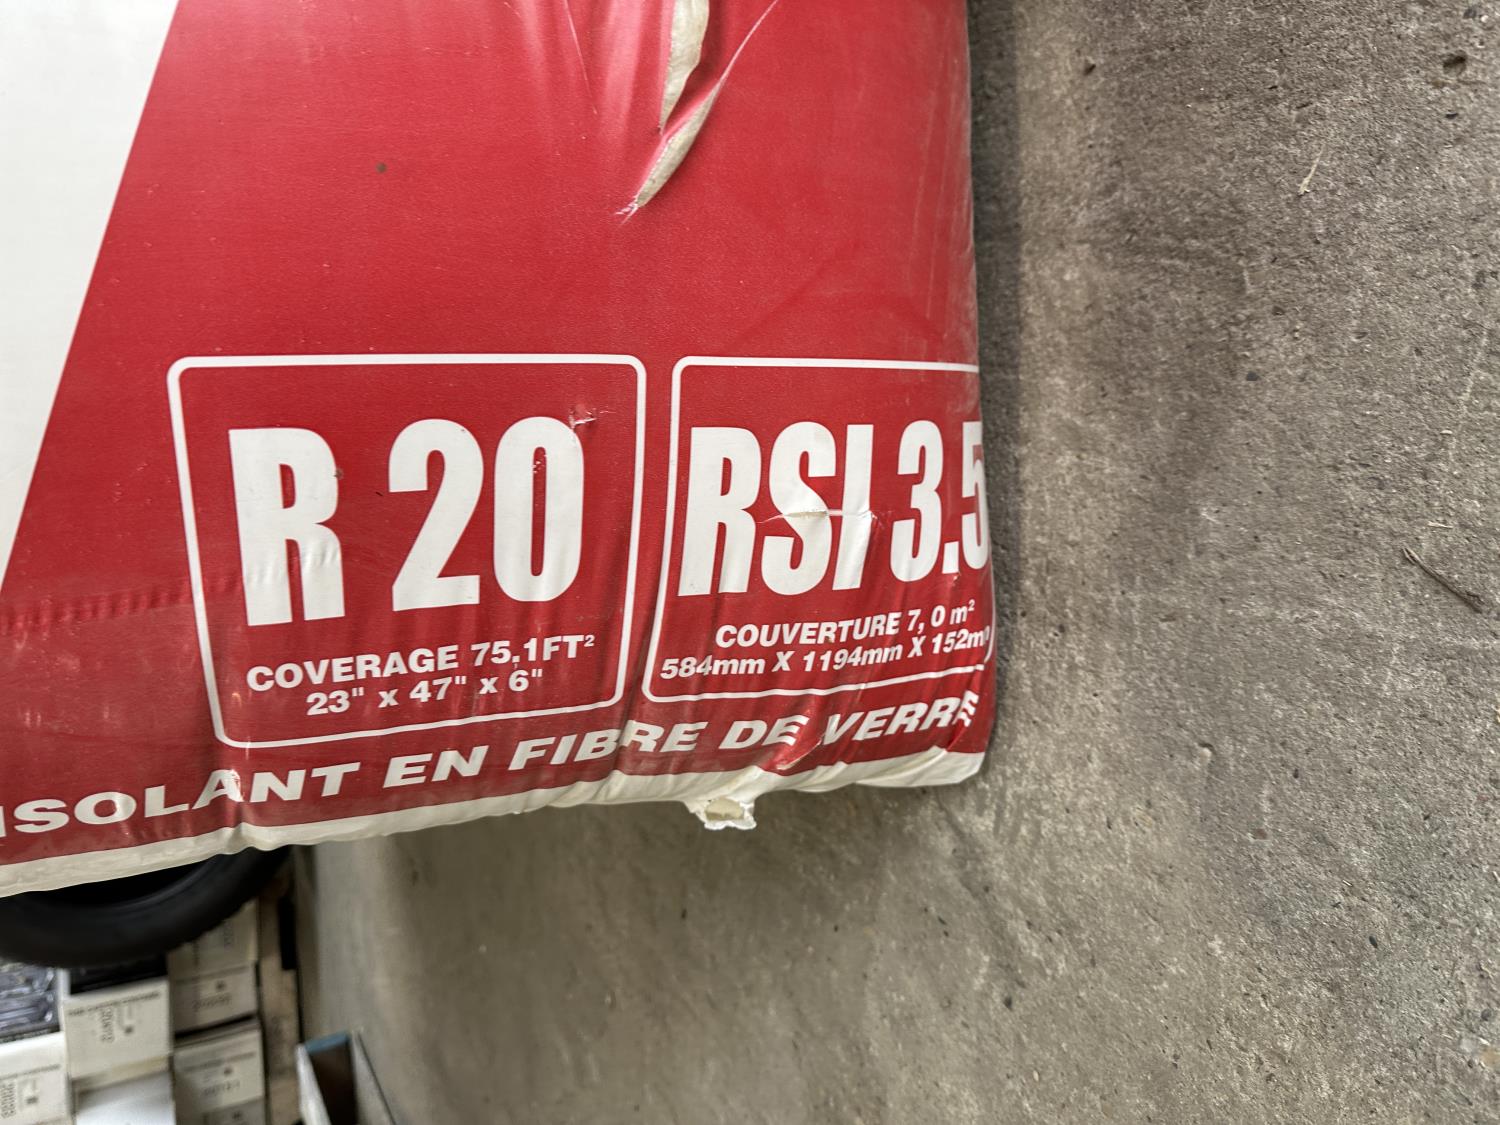 R 20
COVERAGE 75.1FT²
23" x 47" x 6"
RSI 3.5
COUVERTURE 7, 0 m²
584mm X 1194mm X 152mm
ISOLANT EN FIBRE DE VERRE